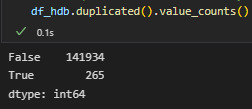 df_hdb.duplicated().value_counts()
0.1s
False    141934
True        265
dtype: int64